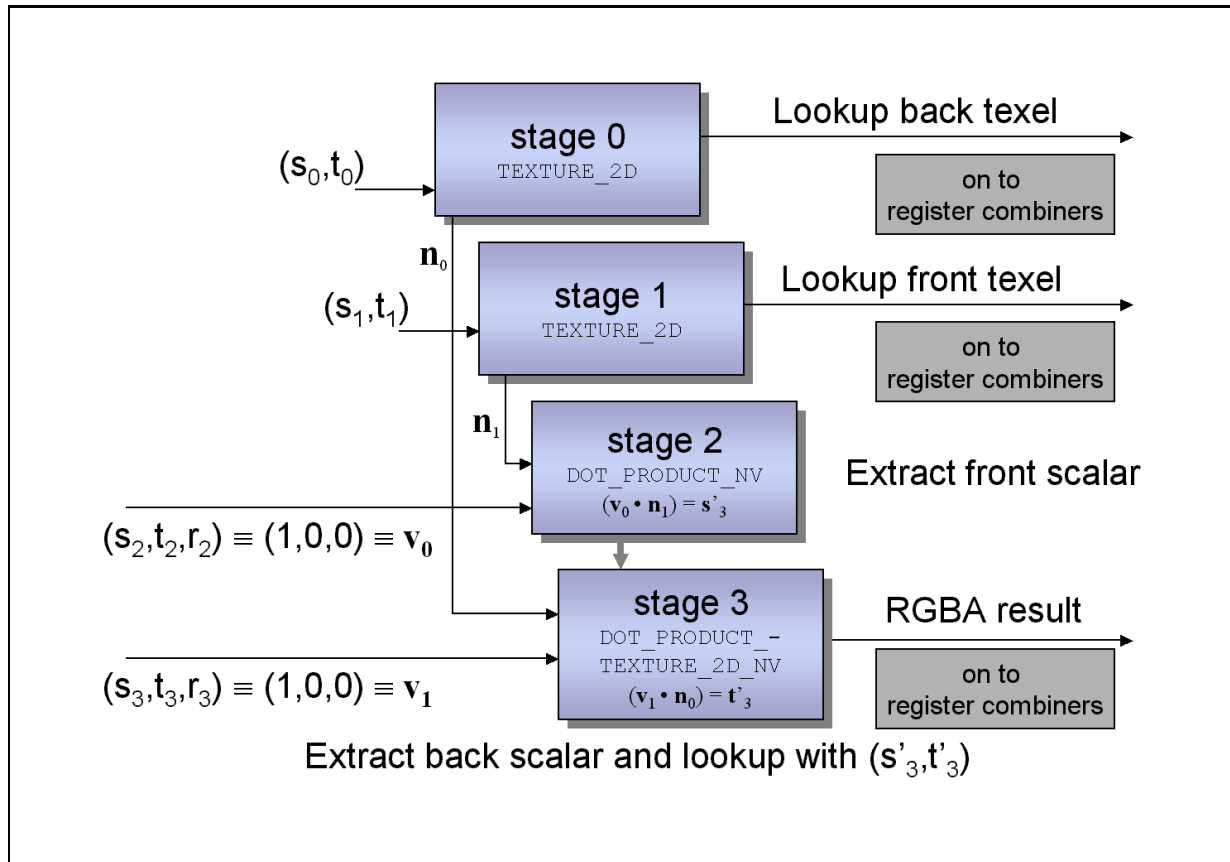 stage 0
TEXTURE_2D
(s₀,t₀)
Lookup back texel
on to
register combiners
n₀
stage 1
TEXTURE_2D
(s₁,t₁)
Lookup front texel
on to
register combiners
n₁
stage 2
DOT_PRODUCT_NV
(v₀ • n₁) = s’₃
Extract front scalar
(s₂,t₂,r₂) ≡ (1,0,0) ≡ v₀
stage 3
DOT_PRODUCT_-
TEXTURE_2D_NV
(v₁ • n₀) = t’₃
(s₃,t₃,r₃) ≡ (1,0,0) ≡ v₁
RGBA result
on to
register combiners
Extract back scalar and lookup with (s’₃,t’₃)